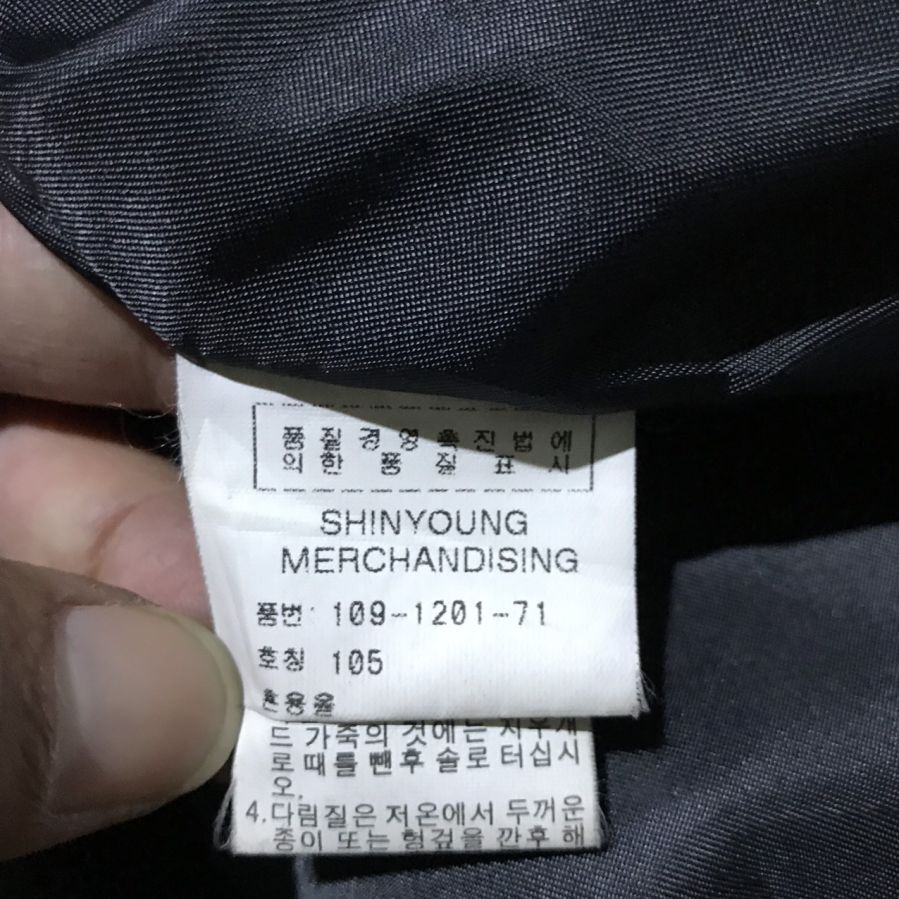 품질경영촉진법에
의한 품질표시
SHINYOUNG
MERCHANDISING
품번: 109-1201-71
호칭 105
혼용율
드 가죽의 것에는 지우개
로때를 뺀후 솔로 터십시
오.
4.다림질은 저온에서 두꺼운
종이 또는 헝겊을 깐후 해